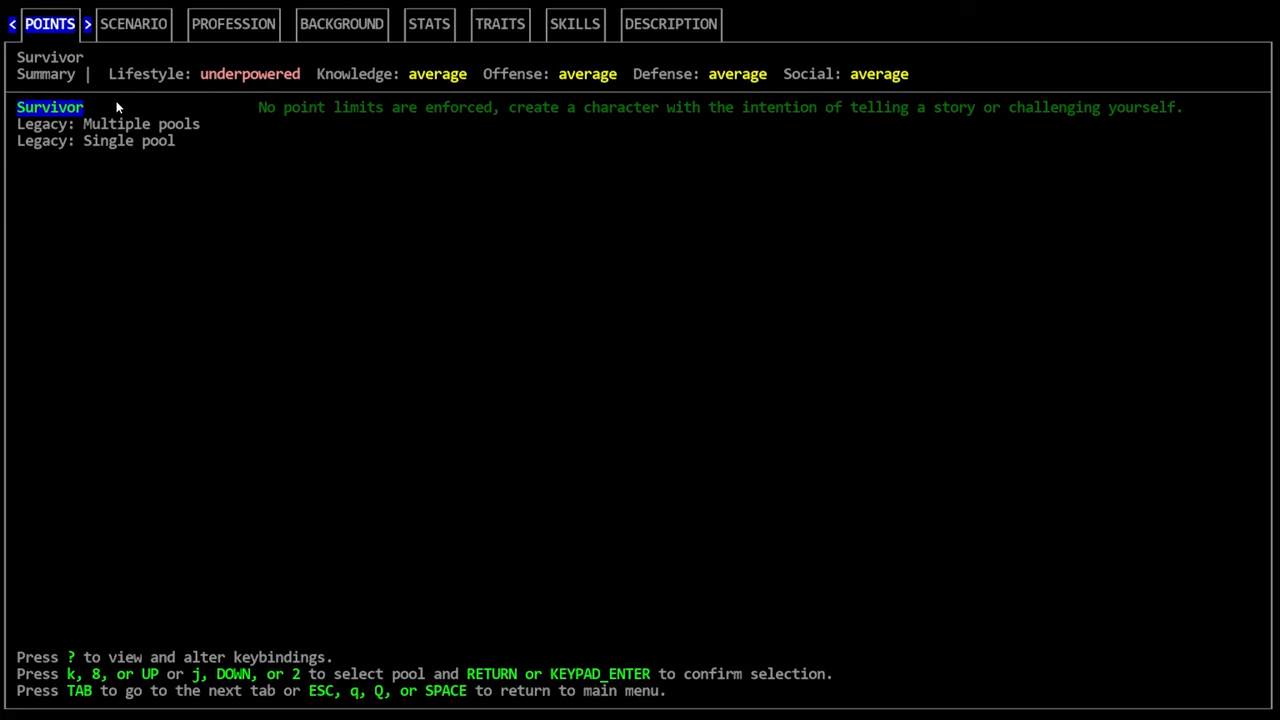 < POINTS > SCENARIO PROFESSION BACKGROUND STATS TRAITS SKILLS DESCRIPTION
Survivor
Summary | Lifestyle: underpowered Knowledge: average Offense: average Defense: average Social: average
Survivor No point limits are enforced, create a character with the intention of telling a story or challenging yourself.
Legacy: Multiple pools
Legacy: Single pool
Press ? to view and alter keybindings.
Press k, 8, or UP or j, DOWN, or 2 to select pool and RETURN or KEYPAD_ENTER to confirm selection.
Press TAB to go to the next tab or ESC, q, Q, or SPACE to return to main menu.